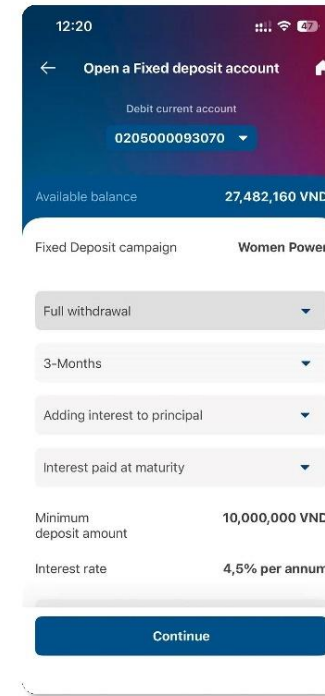 12:20
47
Open a Fixed deposit account
Debit current account
0205000093070
Available balance 27,482,160 VND
Fixed Deposit campaign Women Power
Full withdrawal
3-Months
Adding interest to principal
Interest paid at maturity
Minimum deposit amount 10,000,000 VND
Interest rate 4,5% per annum
Continue